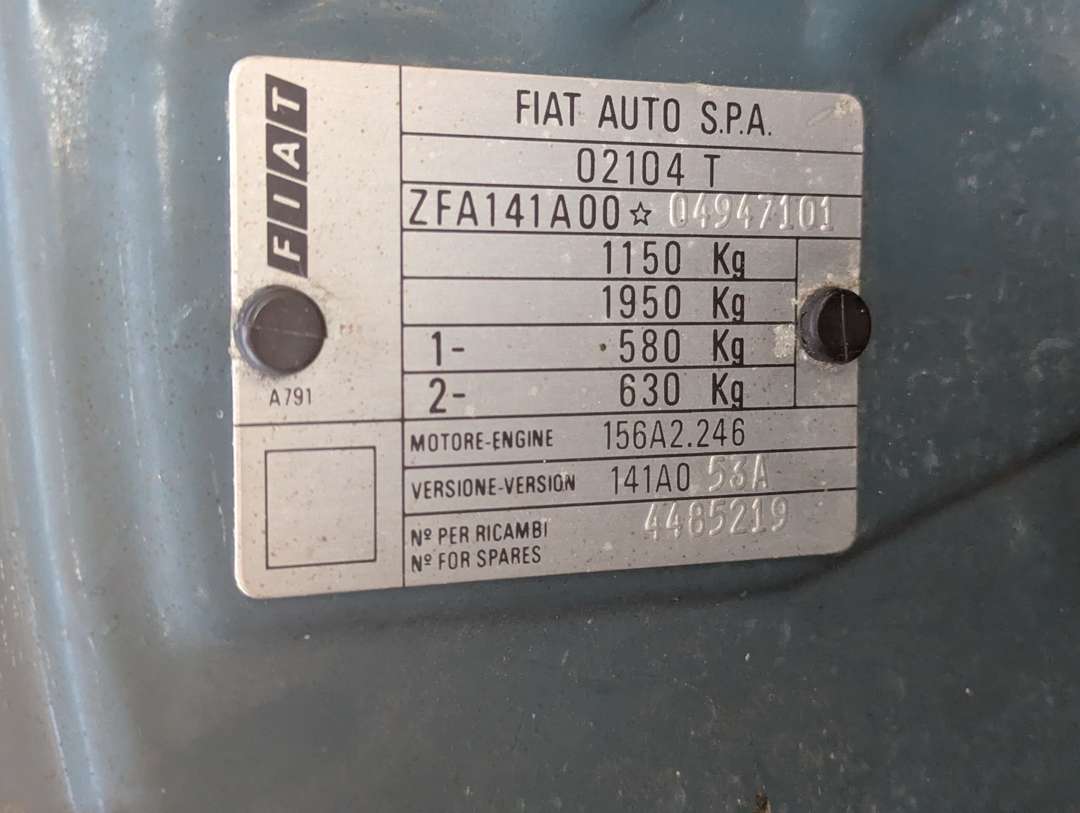 FIAT
FIAT AUTO S.P.A.
02104 T
ZFA141A00☆04947101
1150 Kg
1950 Kg
1- 580 Kg
2- 630 Kg
A791
MOTORE-ENGINE 156A2.246
VERSIONE-VERSION 141A0 53A
Nº PER RICAMBI 4485219
Nº FOR SPARES